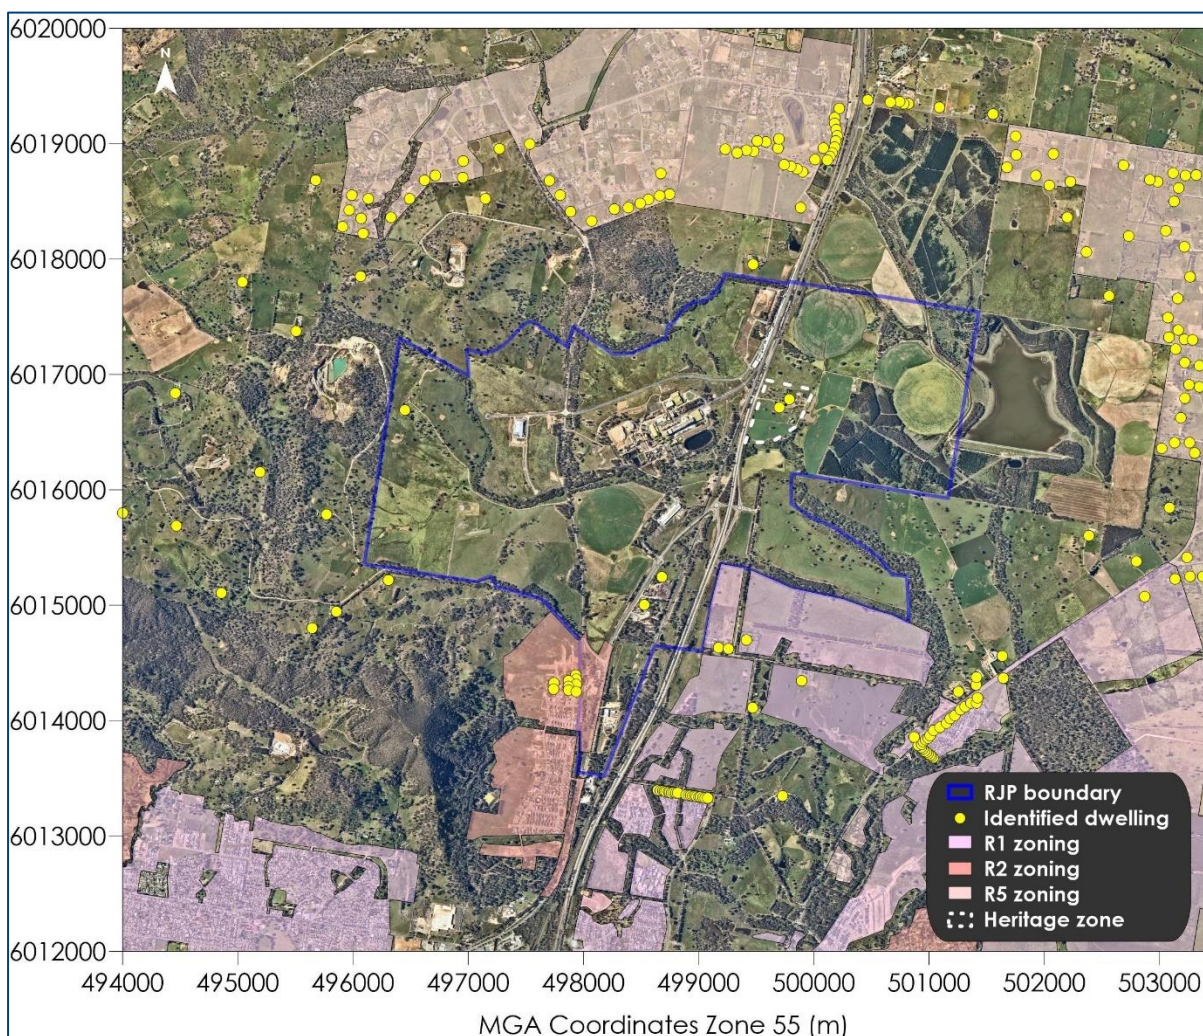 6020000
N
6019000
6018000
6017000
6016000
6015000
6014000
6013000
6012000
RJP boundary
Identified dwelling
R1 zoning
R2 zoning
R5 zoning
Heritage zone
494000 495000 496000 497000 498000 499000 500000 501000 502000 503000
MGA Coordinates Zone 55 (m)